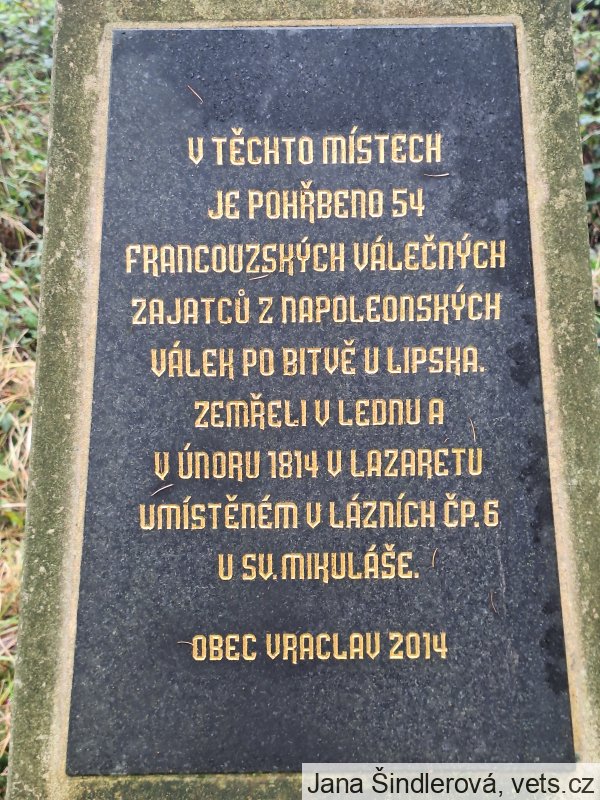 V TĚCHTO MÍSTECH
JE POHŘBENO 54
FRANCOUZSKÝCH VÁLEČNÝCH
ZAJATCŮ Z NAPOLEONSKÝCH
VÁLEK PO BITVĚ U LIPSKA.
ZEMŘELI V LEDNU A
V ÚNORU 1814 V LAZARETU
UMÍSTĚNÉM V LÁZNÍCH ČP. 6
U SV. MIKULÁŠE.
OBEC VRACLAV 2014
Jana Šindlerová, vets.cz